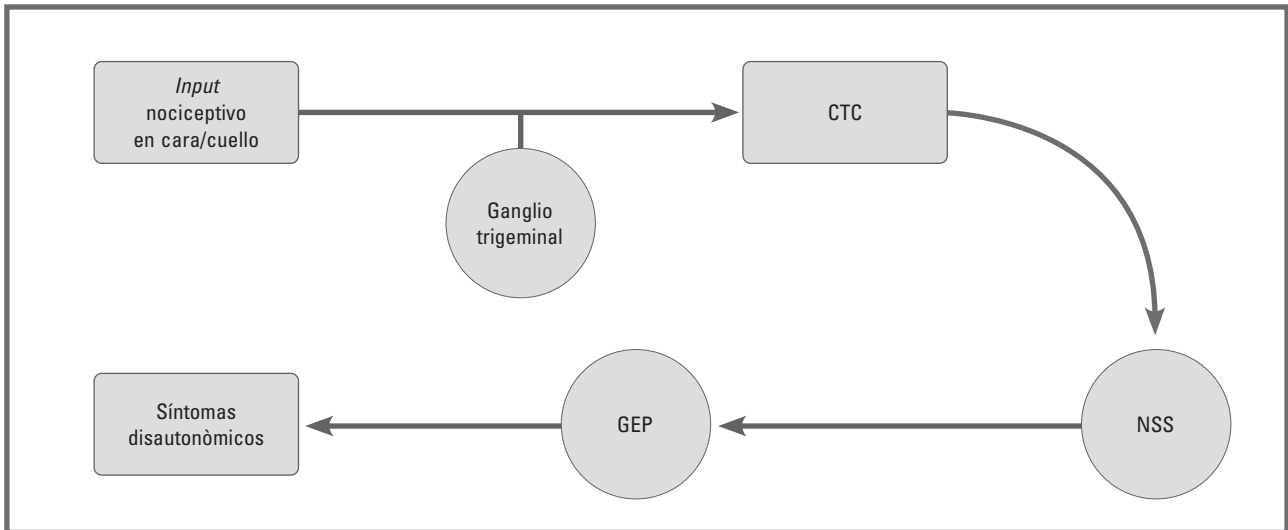 Input
nociceptivo
en cara/cuello
CTC
Ganglio
trigeminal
Síntomas
disautonòmicos
GEP
NSS